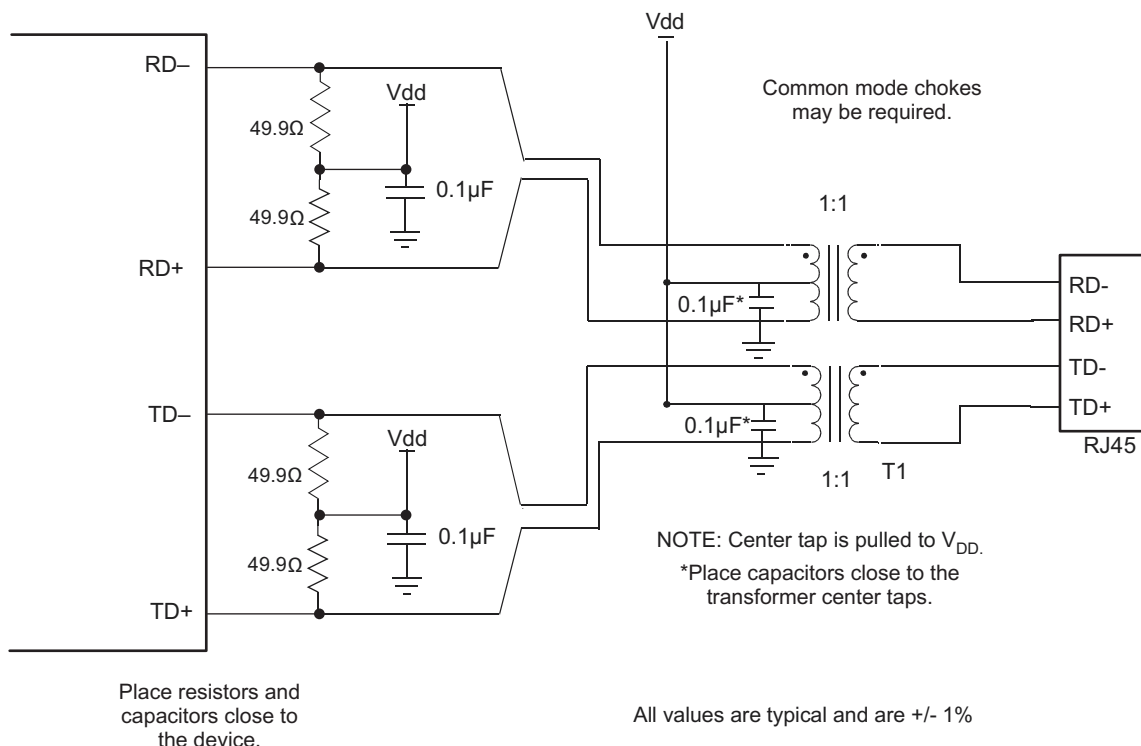 Vdd
RD–
Vdd
Common mode chokes
may be required.
49.9Ω
0.1µF
49.9Ω
1:1
RD+
RD-
0.1µF*
RD+
TD-
TD–
Vdd
0.1µF*
TD+
RJ45
49.9Ω
1:1
T1
0.1µF
NOTE: Center tap is pulled to VDD.
49.9Ω
*Place capacitors close to the
transformer center taps.
TD+
Place resistors and
capacitors close to
the device.
All values are typical and are +/- 1%